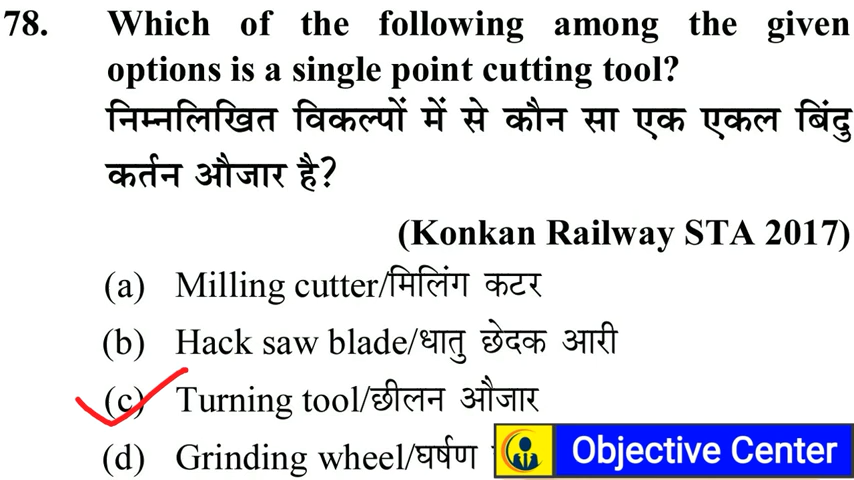 78. Which of the following among the given
options is a single point cutting tool?
निम्नलिखित विकल्पों में से कौन सा एक एकल बिंदु
कर्तन औजार है?
(Konkan Railway STA 2017)
(a) Milling cutter/मिलिंग कटर
(b) Hack saw blade/धातु छेदक आरी
(c) Turning tool/छीलन औजार
(d) Grinding wheel/घर्षण
Objective Center